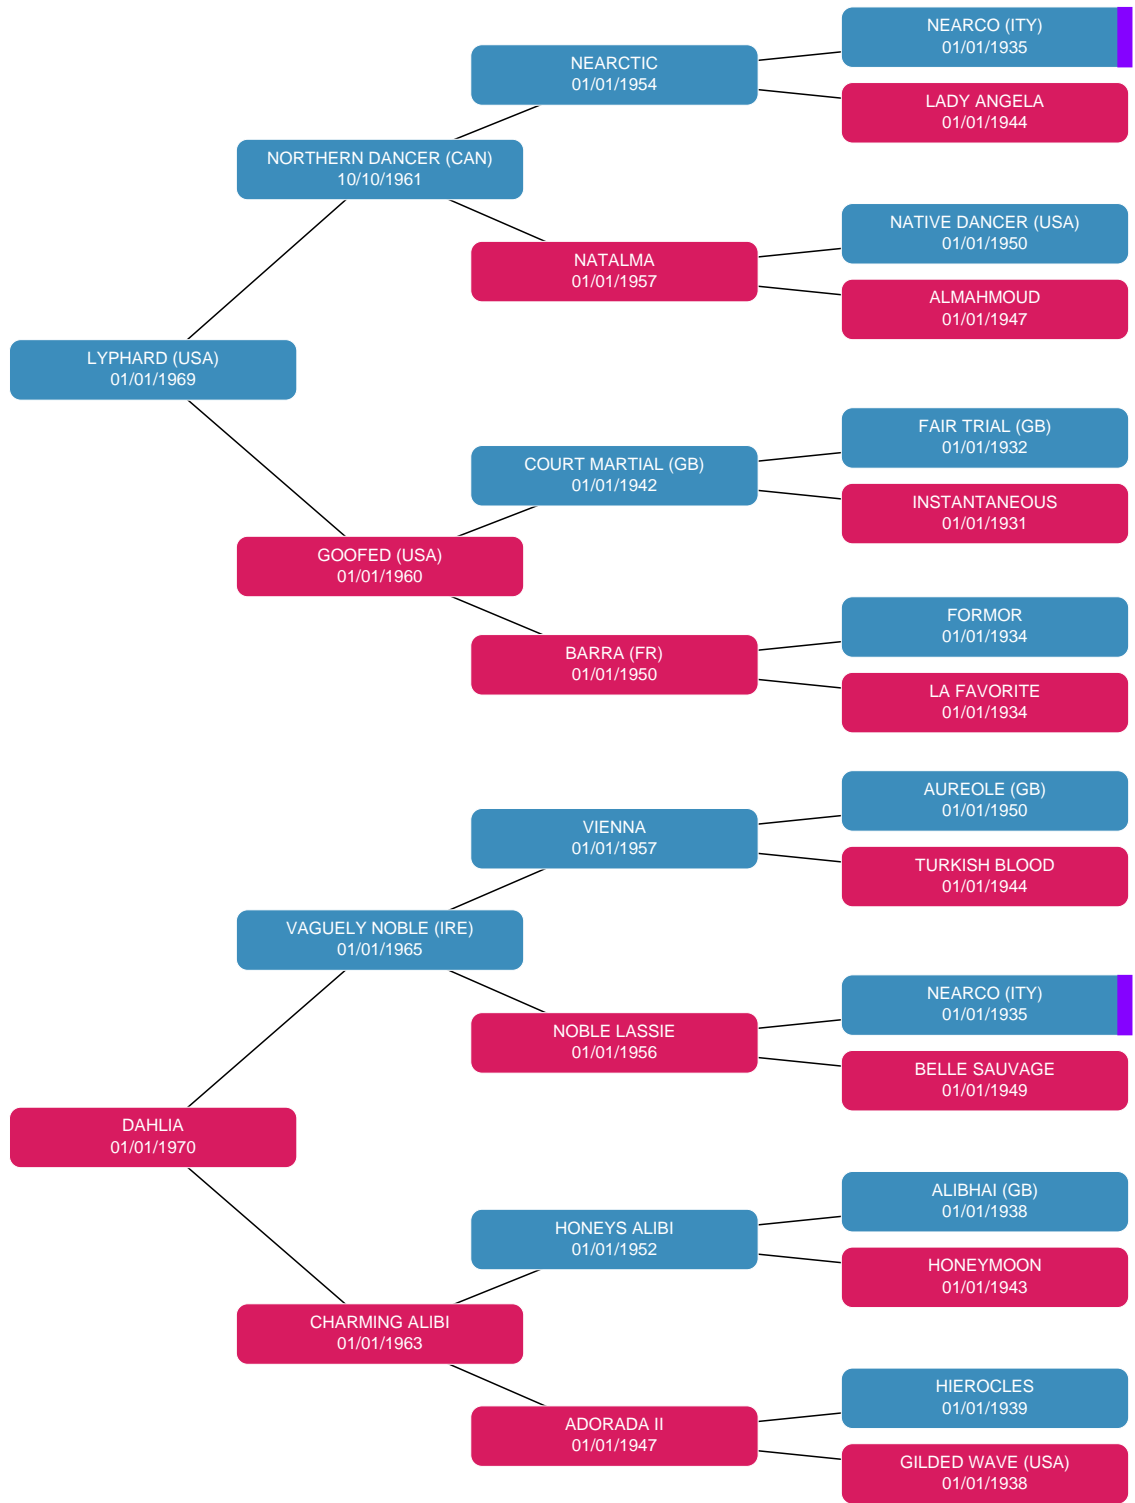 NEARCO (ITY)
01/01/1935
NEARCTIC
01/01/1954
LADY ANGELA
01/01/1944
NORTHERN DANCER (CAN)
10/10/1961
NATIVE DANCER (USA)
01/01/1950
NATALMA
01/01/1957
ALMAHMOUD
01/01/1947
LYPHARD (USA)
01/01/1969
FAIR TRIAL (GB)
01/01/1932
COURT MARTIAL (GB)
01/01/1942
INSTANTANEOUS
01/01/1931
GOOFED (USA)
01/01/1960
FORMOR
01/01/1934
BARRA (FR)
01/01/1950
LA FAVORITE
01/01/1934
AUREOLE (GB)
01/01/1950
VIENNA
01/01/1957
TURKISH BLOOD
01/01/1944
VAGUELY NOBLE (IRE)
01/01/1965
NEARCO (ITY)
01/01/1935
NOBLE LASSIE
01/01/1956
BELLE SAUVAGE
01/01/1949
DAHLIA
01/01/1970
ALIBHAI (GB)
01/01/1938
HONEYS ALIBI
01/01/1952
HONEYMOON
01/01/1943
CHARMING ALIBI
01/01/1963
HIEROCLES
01/01/1939
ADORADA II
01/01/1947
GILDED WAVE (USA)
01/01/1938